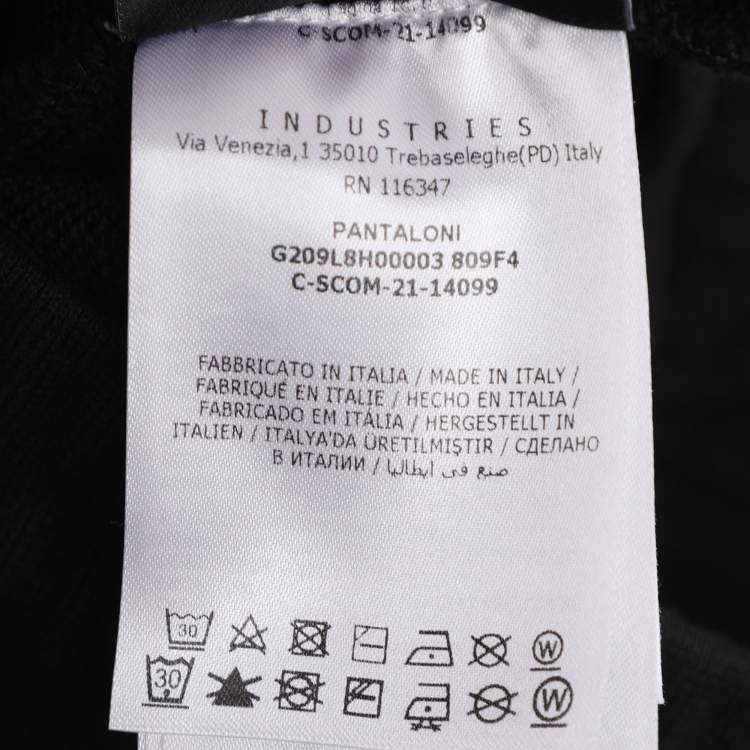 C-SCOM-21-14099
INDUSTRIES
Via Venezia,1 35010 Trebaseleghe(PD) Italy
RN 116347
PANTALONI
G209L8H00003 809F4
C-SCOM-21-14099
FABBRICATO IN ITALIA / MADE IN ITALY /
FABRIQUÉ EN ITALIE / HECHO EN ITALIA /
FABRICADO EM ITÁLIA / HERGESTELLT IN
ITALIEN / ITALYA'DA ÜRETILMIŞTIR / СДЕЛАНО
В ИТАЛИИ / صنع في ايطاليا
30 W
30 W